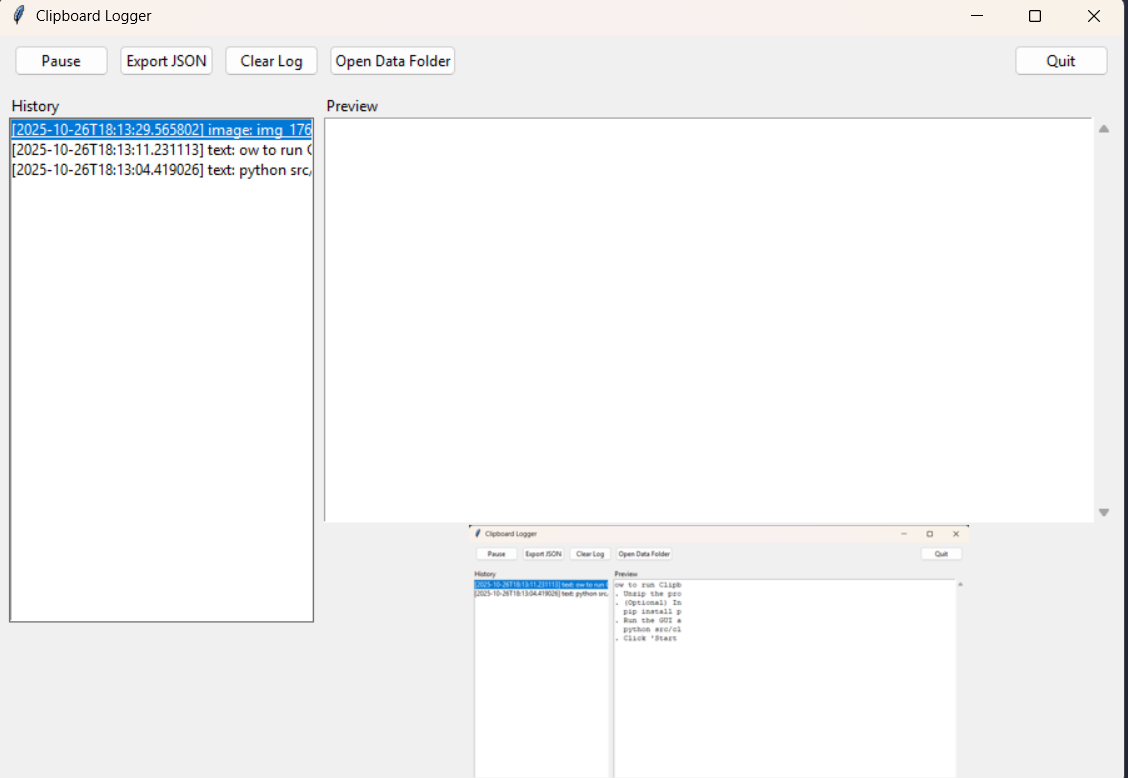 Clipboard Logger
Pause Export JSON Clear Log Open Data Folder Quit
History Preview
[2025-10-26T18:13:29.565802] image: img_176
[2025-10-26T18:13:11.231113] text: ow to run C
[2025-10-26T18:13:04.419026] text: python src/
Clipboard Logger
Pause Export JSON Clear Log Open Data Folder Quit
History Preview
[2025-10-26T18:13:11.231113] text: ow to run C
[2025-10-26T18:13:04.419026] text: python src/
ow to run Clipb
. Unzip the pro
. (Optional) In
pip install p
. Run the GUI a
python src/cl
. Click 'Start